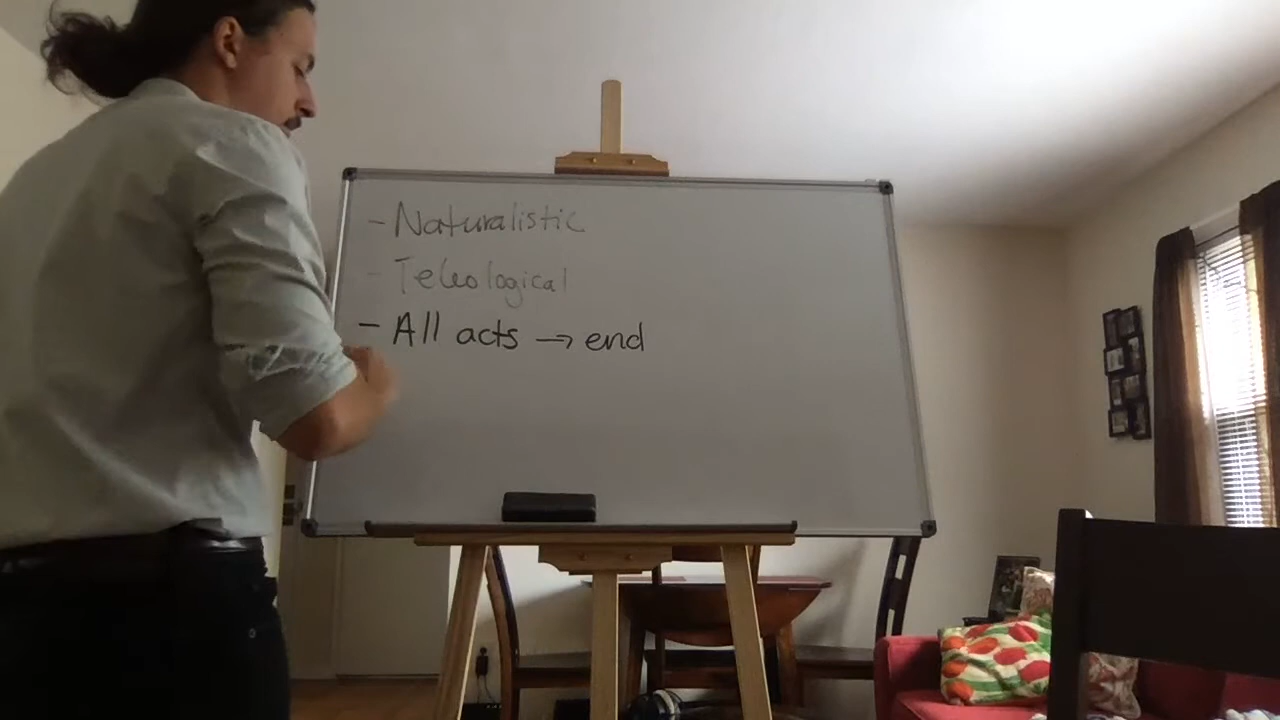 - Naturalistic
- Teleological
- All acts → end